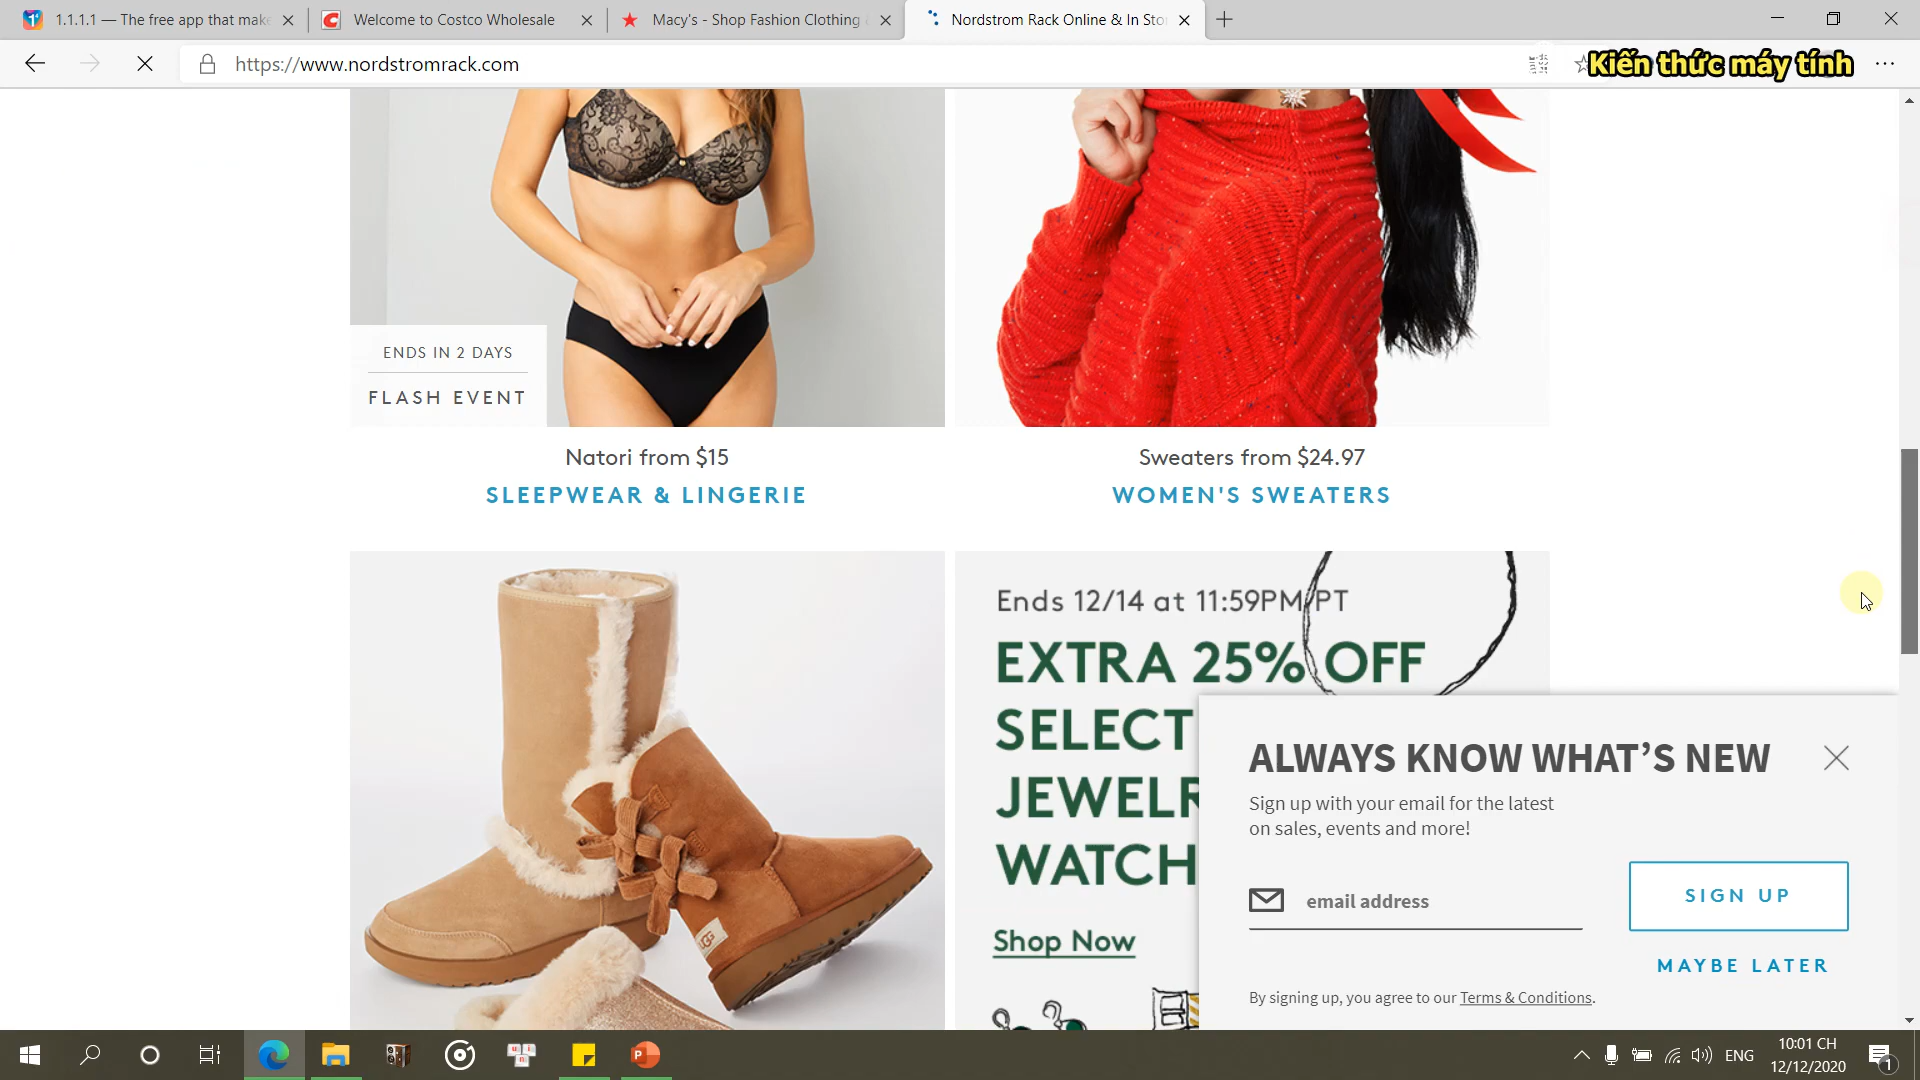 1.1.1.1 — The free app that make
Welcome to Costco Wholesale
Macy's - Shop Fashion Clothing &
Nordstrom Rack Online & In Stor
https://www.nordstromrack.com
Kiến thức máy tính
ENDS IN 2 DAYS
FLASH EVENT
Natori from $15
SLEEPWEAR & LINGERIE
Sweaters from $24.97
WOMEN'S SWEATERS
UGG
Ends 12/14 at 11:59PM PT
EXTRA 25% OFF
SELECT
JEWELR
WATCH
Shop Now
ALWAYS KNOW WHAT’S NEW
Sign up with your email for the latest
on sales, events and more!
email address
SIGN UP
MAYBE LATER
By signing up, you agree to our Terms & Conditions.
ENG
10:01 CH
12/12/2020
1